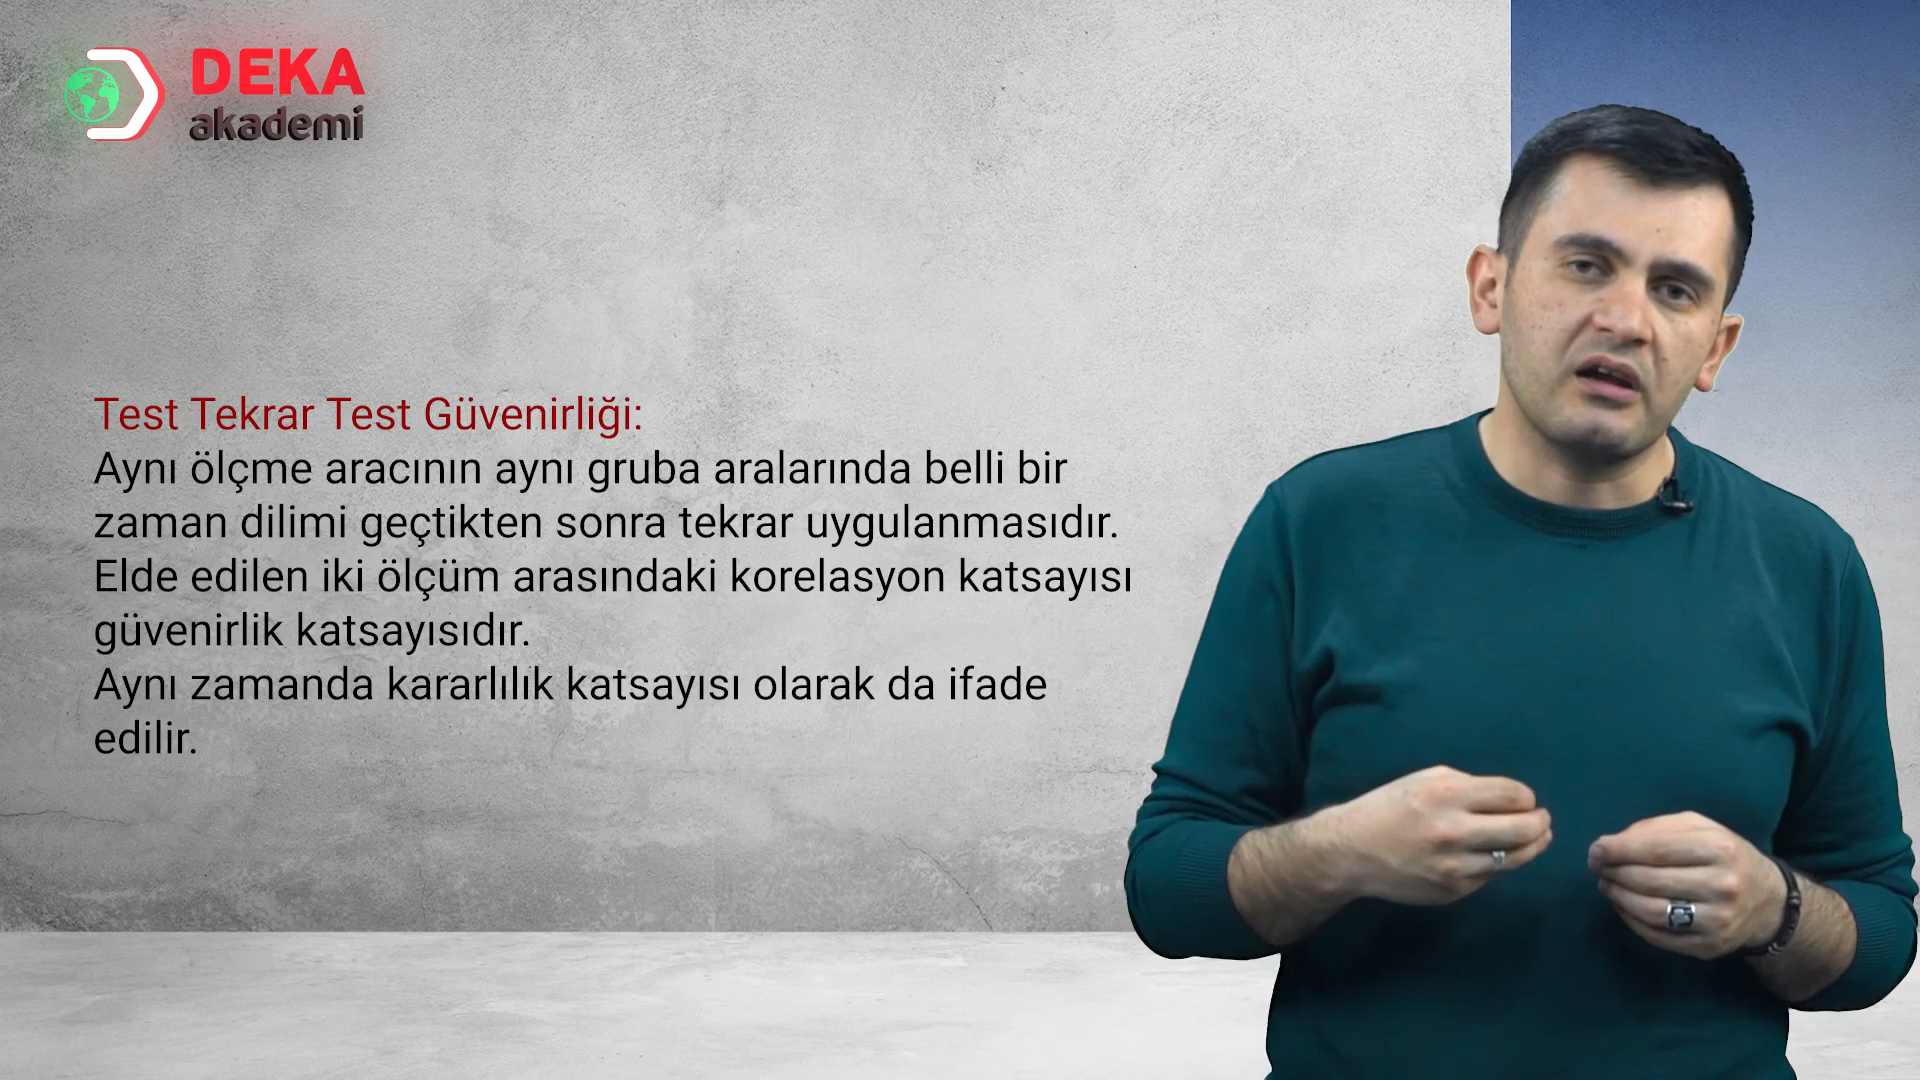 DEKA
akademi
Test Tekrar Test Güvenirliği:
Aynı ölçme aracının aynı gruba aralarında belli bir
zaman dilimi geçtikten sonra tekrar uygulanmasıdır.
Elde edilen iki ölçüm arasındaki korelasyon katsayısı
güvenirlik katsayısıdır.
Aynı zamanda kararlılık katsayısı olarak da ifade
edilir.